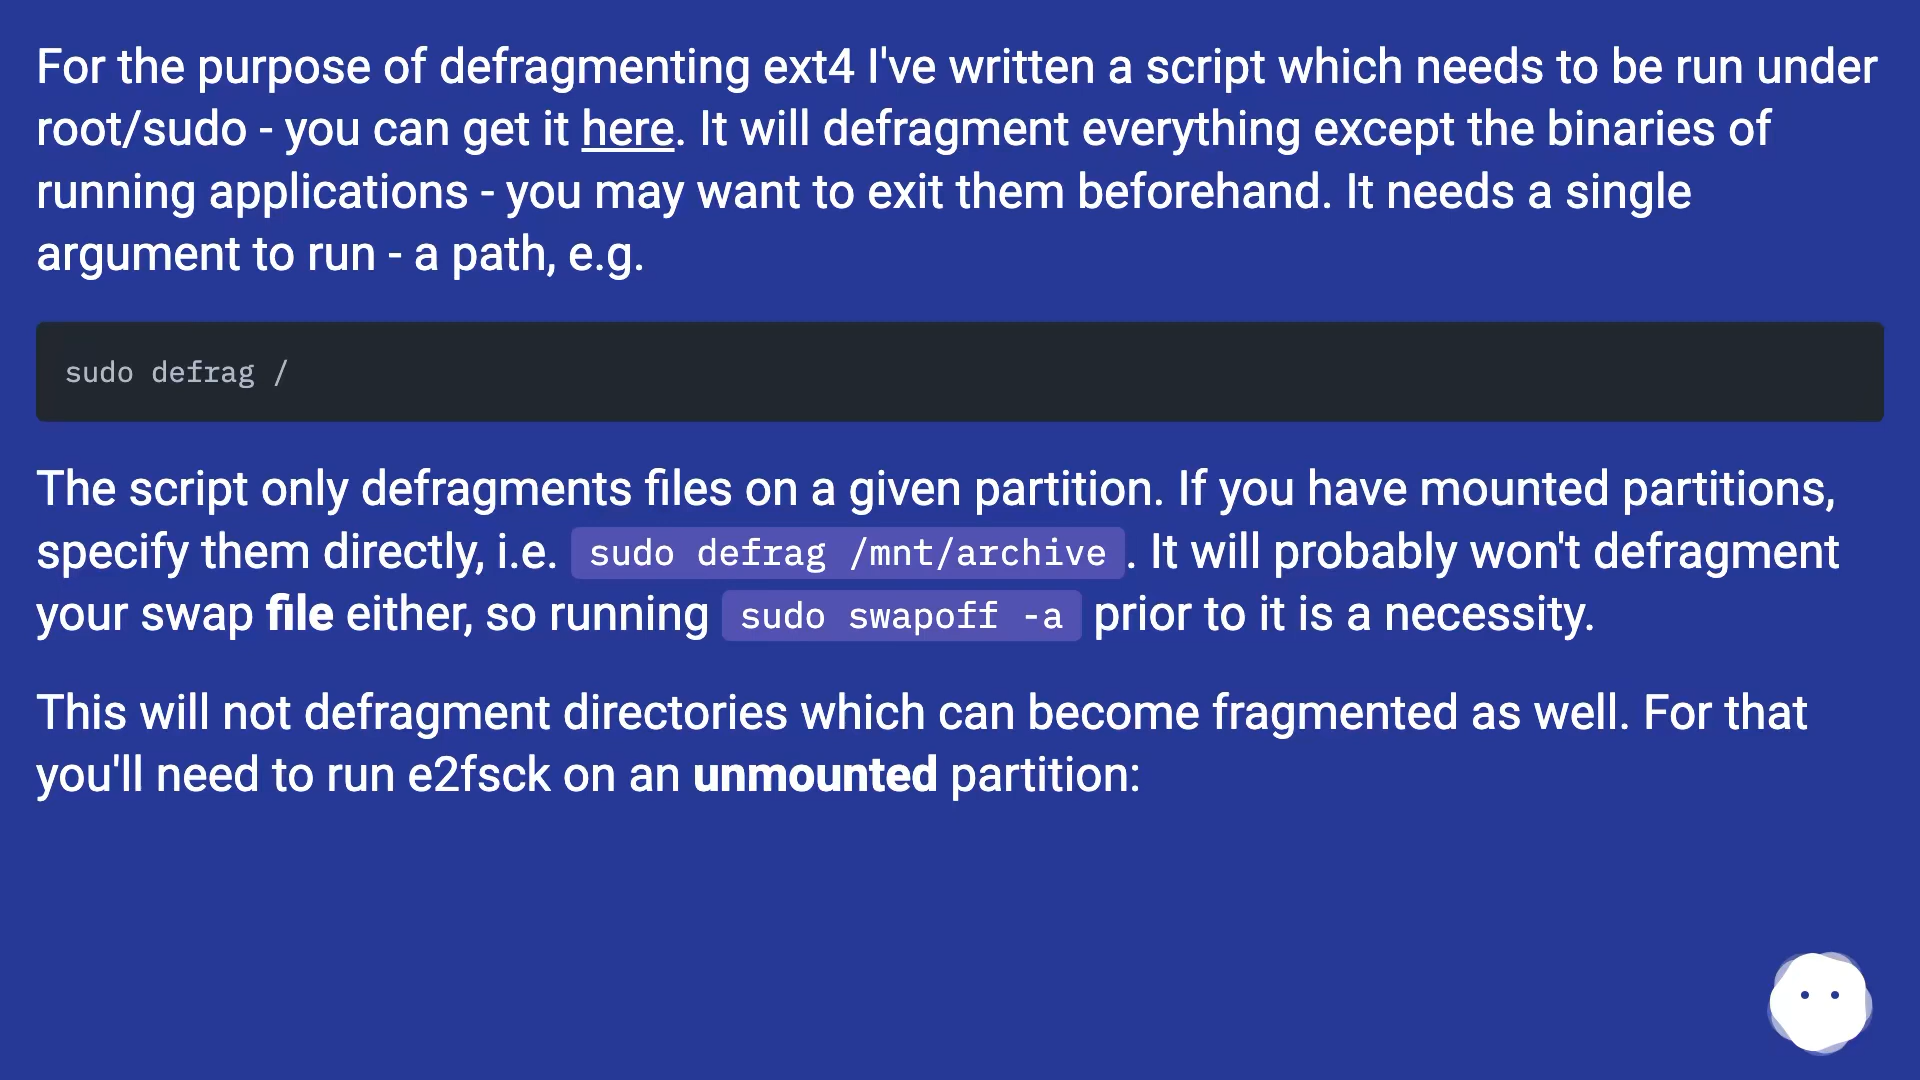 For the purpose of defragmenting ext4 I've written a script which needs to be run under
root/sudo - you can get it here. It will defragment everything except the binaries of
running applications - you may want to exit them beforehand. It needs a single
argument to run - a path, e.g.
sudo defrag /
The script only defragments files on a given partition. If you have mounted partitions,
specify them directly, i.e. sudo defrag /mnt/archive . It will probably won't defragment
your swap file either, so running sudo swapoff -a prior to it is a necessity.
This will not defragment directories which can become fragmented as well. For that
you'll need to run e2fsck on an unmounted partition: